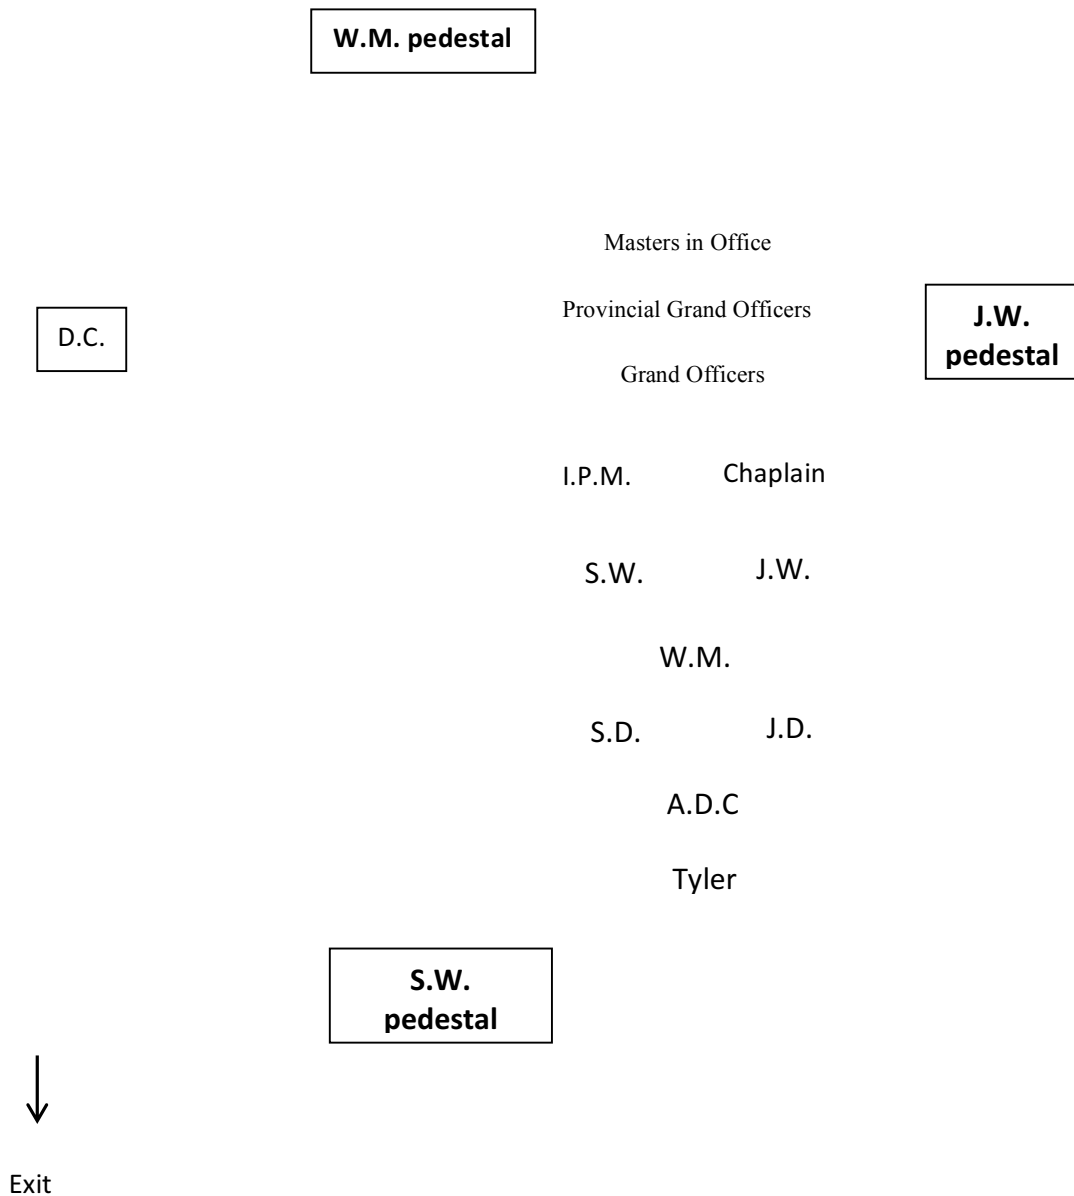 W.M. pedestal
Masters in Office
Provincial Grand Officers
J.W.
pedestal
D.C.
Grand Officers
I.P.M. Chaplain
S.W. J.W.
W.M.
S.D. J.D.
A.D.C
Tyler
S.W.
pedestal
Exit